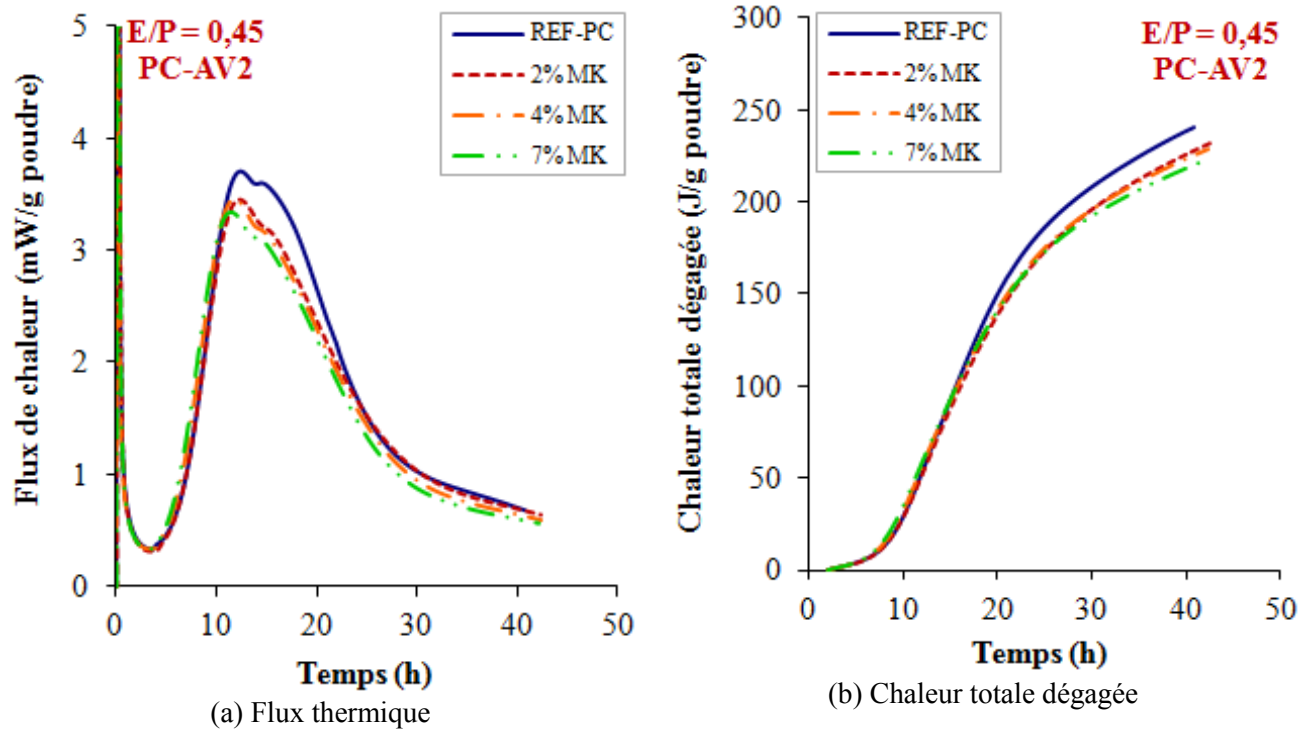 E/P = 0,45
PC-AV2
REF-PC
2%MK
4%MK
7%MK
Flux de chaleur (mW/g poudre)
5
4
3
2
1
0
0
10
20
30
40
50
Temps (h)
(a) Flux thermique
E/P = 0,45
PC-AV2
REF-PC
2%MK
4%MK
7%MK
Chaleur totale dégagée (J/g poudre)
300
250
200
150
100
50
0
0
10
20
30
40
50
Temps (h)
(b) Chaleur totale dégagée